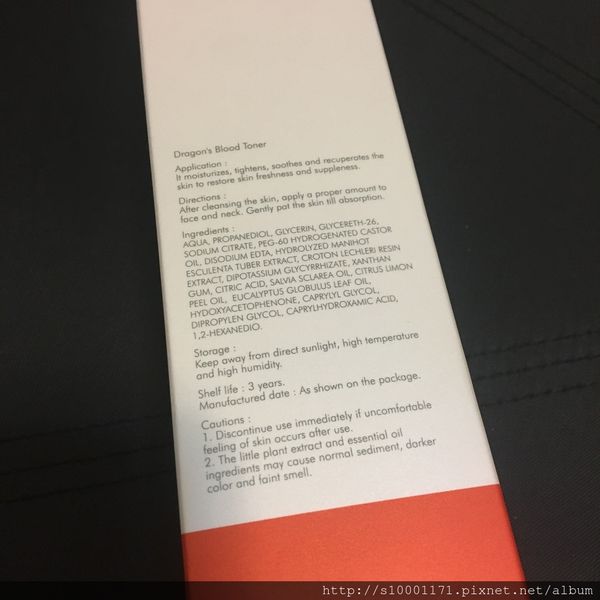 Dragon's Blood Toner
Application :
It moisturizes, tightens, soothes and recuperates the
skin to restore skin freshness and suppleness.
Directions :
After cleansing the skin, apply a proper amount to
face and neck. Gently pat the skin till absorption.
Ingredients :
AQUA, PROPANEDIOL, GLYCERIN, GLYCERETH-26,
SODIUM CITRATE, PEG-60 HYDROGENATED CASTOR
OIL, DISODIUM EDTA, HYDROLYZED MANIHOT
ESCULENTA TUBER EXTRACT, CROTON LECHLERI RESIN
EXTRACT, DIPOTASSIUM GLYCYRRHIZATE, XANTHAN
GUM, CITRIC ACID, SALVIA SCLAREA OIL, CITRUS LIMON
PEEL OIL, EUCALYPTUS GLOBULUS LEAF OIL,
HYDOXYACETOPHENONE, CAPRYLYL GLYCOL,
DIPROPYLEN GLYCOL, CAPRYLHYDROXAMIC ACID,
1,2-HEXANEDIO.
Storage :
Keep away from direct sunlight, high temperature
and high humidity.
Shelf life : 3 years.
Manufactured date : As shown on the package.
Cautions :
1. Discontinue use immediately if uncomfortable
feeling of skin occurs after use.
2. The little plant extract and essential oil
ingredients may cause normal sediment, darker
color and faint smell.
http://s10001171.pixnet.net/album